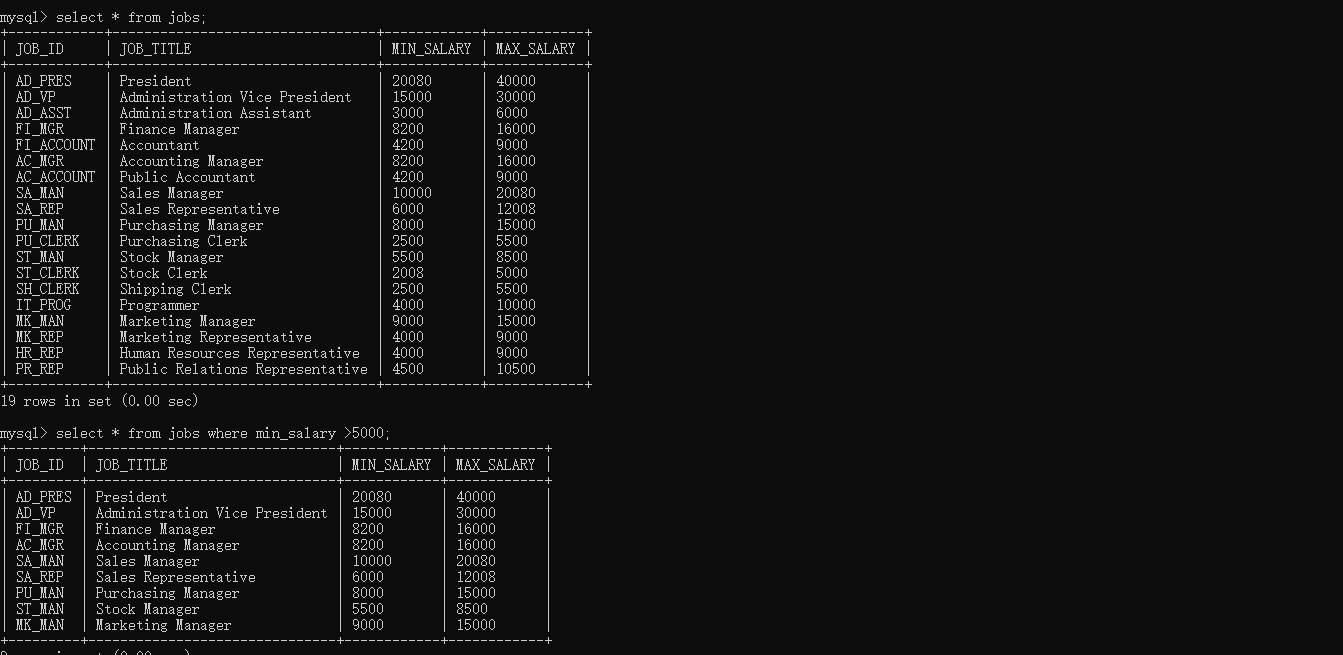 mysql> select * from jobs;
| JOB_ID | JOB_TITLE | MIN_SALARY | MAX_SALARY |
| AD_PRES | President | 20080 | 40000 |
| AD_VP | Administration Vice President | 15000 | 30000 |
| AD_ASST | Administration Assistant | 3000 | 6000 |
| FI_MGR | Finance Manager | 8200 | 16000 |
| FI_ACCOUNT | Accountant | 4200 | 9000 |
| AC_MGR | Accounting Manager | 8200 | 16000 |
| AC_ACCOUNT | Public Accountant | 4200 | 9000 |
| SA_MAN | Sales Manager | 10000 | 20080 |
| SA_REP | Sales Representative | 6000 | 12008 |
| PU_MAN | Purchasing Manager | 8000 | 15000 |
| PU_CLERK | Purchasing Clerk | 2500 | 5500 |
| ST_MAN | Stock Manager | 5500 | 8500 |
| ST_CLERK | Stock Clerk | 2008 | 5000 |
| SH_CLERK | Shipping Clerk | 2500 | 5500 |
| IT_PROG | Programmer | 4000 | 10000 |
| MK_MAN | Marketing Manager | 9000 | 15000 |
| MK_REP | Marketing Representative | 4000 | 9000 |
| HR_REP | Human Resources Representative | 4000 | 9000 |
| PR_REP | Public Relations Representative | 4500 | 10500 |
19 rows in set (0.00 sec)
mysql> select * from jobs where min_salary >5000;
| JOB_ID | JOB_TITLE | MIN_SALARY | MAX_SALARY |
| AD_PRES | President | 20080 | 40000 |
| AD_VP | Administration Vice President | 15000 | 30000 |
| FI_MGR | Finance Manager | 8200 | 16000 |
| AC_MGR | Accounting Manager | 8200 | 16000 |
| SA_MAN | Sales Manager | 10000 | 20080 |
| SA_REP | Sales Representative | 6000 | 12008 |
| PU_MAN | Purchasing Manager | 8000 | 15000 |
| ST_MAN | Stock Manager | 5500 | 8500 |
| MK_MAN | Marketing Manager | 9000 | 15000 |